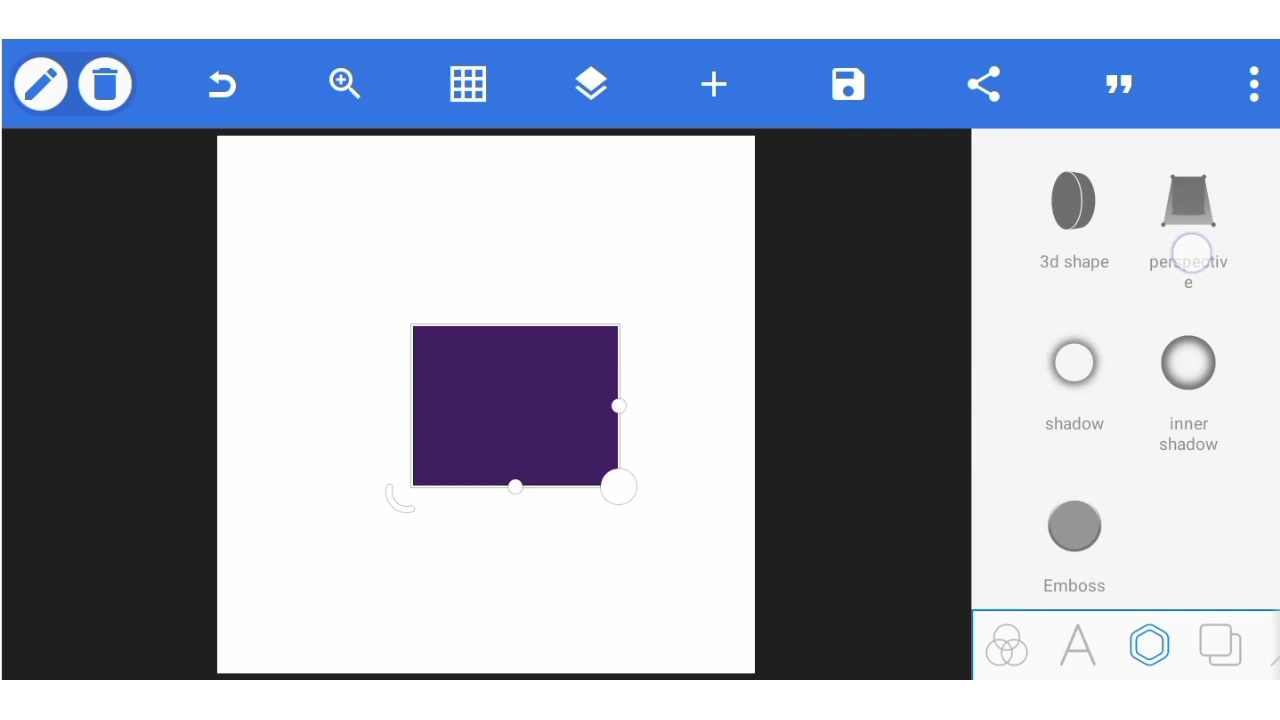 3d shape
perspectiv
e
shadow
inner
shadow
Emboss